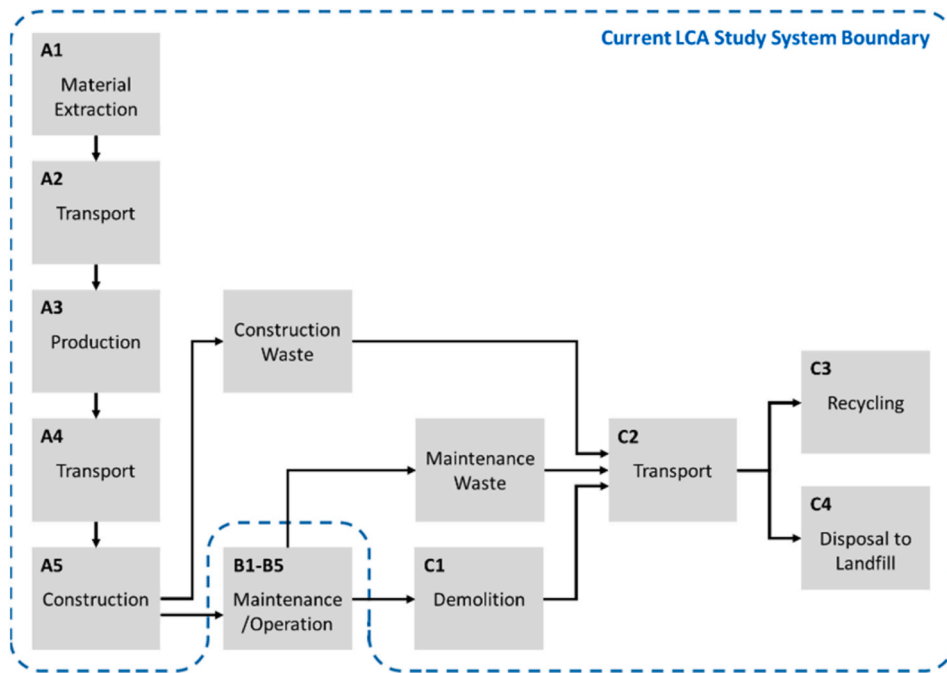 Current LCA Study System Boundary
A1
Material
Extraction
A2
Transport
A3
Production
Construction
Waste
C3
Recycling
A4
Transport
Maintenance
Waste
C2
Transport
C4
Disposal to
Landfill
A5
Construction
B1-B5
Maintenance
/Operation
C1
Demolition